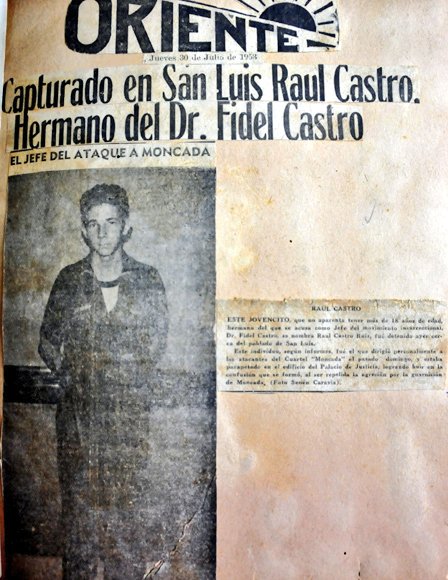 ORIENTE
Jueves 30 de Julio de 1953
Capturado en San Luis Raul Castro.
Hermano del Dr. Fidel Castro
EL JEFE DEL ATAQUE A MONCADA
RAUL CASTRO
ESTE JOVENCITO, que no aparenta tener más de 18 años de edad,
hermano del que se acusa como Jefe del movimiento insurreccional
Dr. Fidel Castro, se nombra Raúl Castro Ruiz, fué detenido ayer cer-
ca del poblado de San Luis.
Este individuo, según informes, fué el que dirigió personalmente a
los atacantes del Cuartel "Moncada" el pasado domingo, y estaba
parapetado en el edificio del Palacio de Justicia, logrando huir en la
confusión que se formó, al ser repelida la agresión por la guarnición
de Moncada. (Foto Senén Carabia).